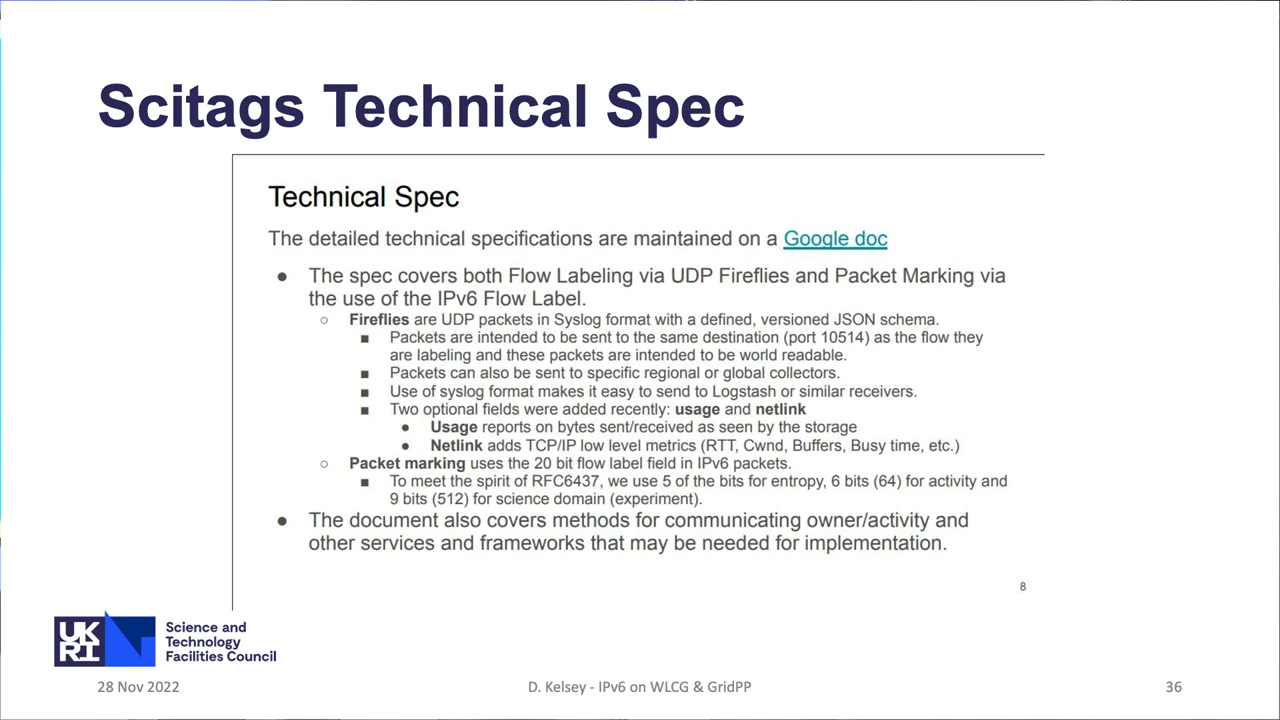 Scitags Technical Spec
Technical Spec
The detailed technical specifications are maintained on a Google doc
● The spec covers both Flow Labeling via UDP Fireflies and Packet Marking via
the use of the IPv6 Flow Label.
○ Fireflies are UDP packets in Syslog format with a defined, versioned JSON schema.
■ Packets are intended to be sent to the same destination (port 10514) as the flow they
are labeling and these packets are intended to be world readable.
■ Packets can also be sent to specific regional or global collectors.
■ Use of syslog format makes it easy to send to Logstash or similar receivers.
■ Two optional fields were added recently: usage and netlink
● Usage reports on bytes sent/received as seen by the storage
● Netlink adds TCP/IP low level metrics (RTT, Cwnd, Buffers, Busy time, etc.)
○ Packet marking uses the 20 bit flow label field in IPv6 packets.
■ To meet the spirit of RFC6437, we use 5 of the bits for entropy, 6 bits (64) for activity and
9 bits (512) for science domain (experiment).
● The document also covers methods for communicating owner/activity and
other services and frameworks that may be needed for implementation.
8
UK
RI
Science and
Technology
Facilities Council
28 Nov 2022
D. Kelsey - IPv6 on WLCG & GridPP
36